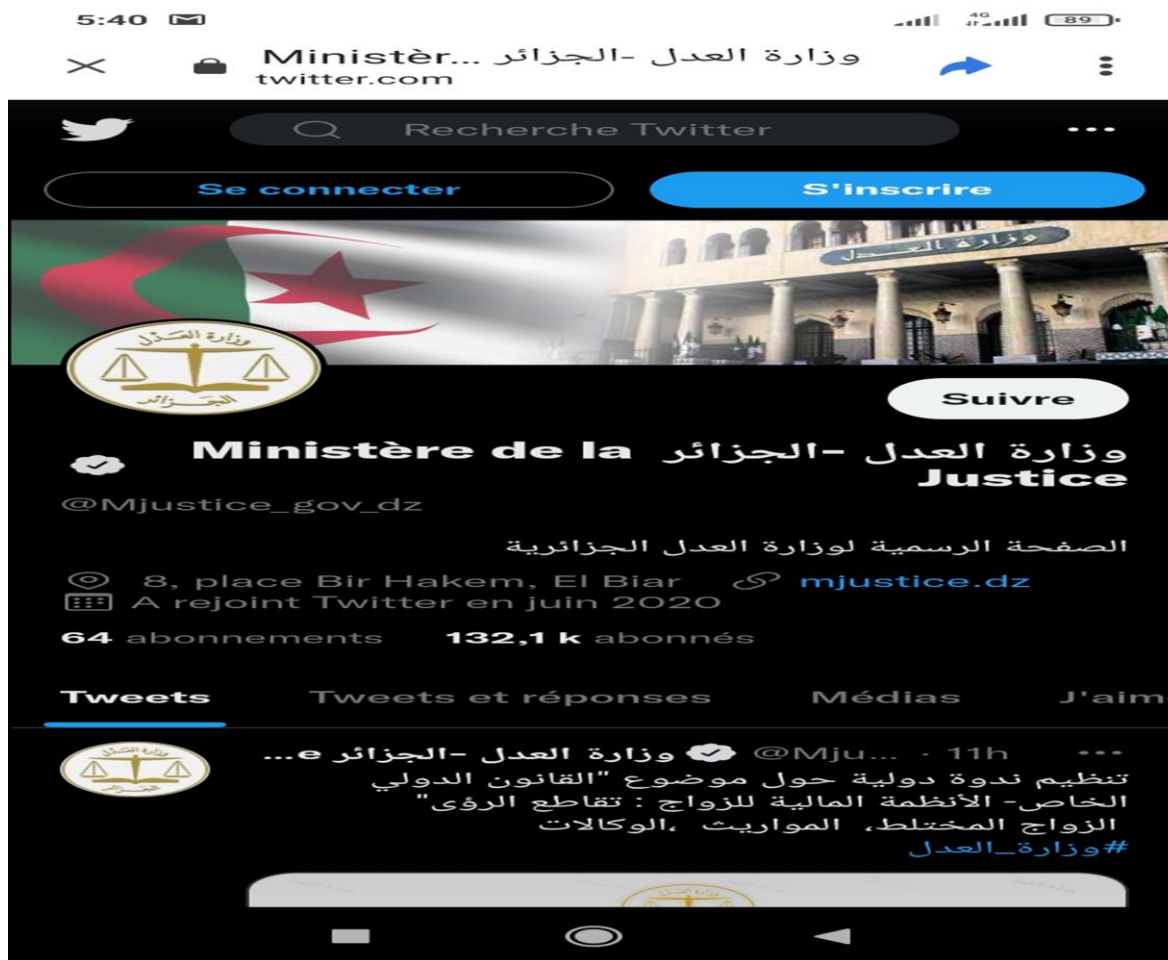 5:40
4G 89
وزارة العدل -الجزائر Ministèr...
twitter.com
Recherche Twitter
Se connecter
S'inscrire
وزارة العــدل
وزارة العدل
الجزائر
Suivre
وزارة العدل -الجزائر Ministère de la
Justice
@Mjustice_gov_dz
الصفحة الرسمية لوزارة العدل الجزائرية
8, place Bir Hakem, El Biar mjustice.dz
A rejoint Twitter en juin 2020
64 abonnements 132,1 k abonnés
Tweets Tweets et réponses Médias J'aim
وزارة العدل -الجزائر e... @Mju... · 11h
تنظيم ندوة دولية حول موضوع "القانون الدولي
الخاص- الأنظمة المالية للزواج : تقاطع الرؤى"
الزواج المختلط، المواريث ،الوكالات
#وزارة_العدل